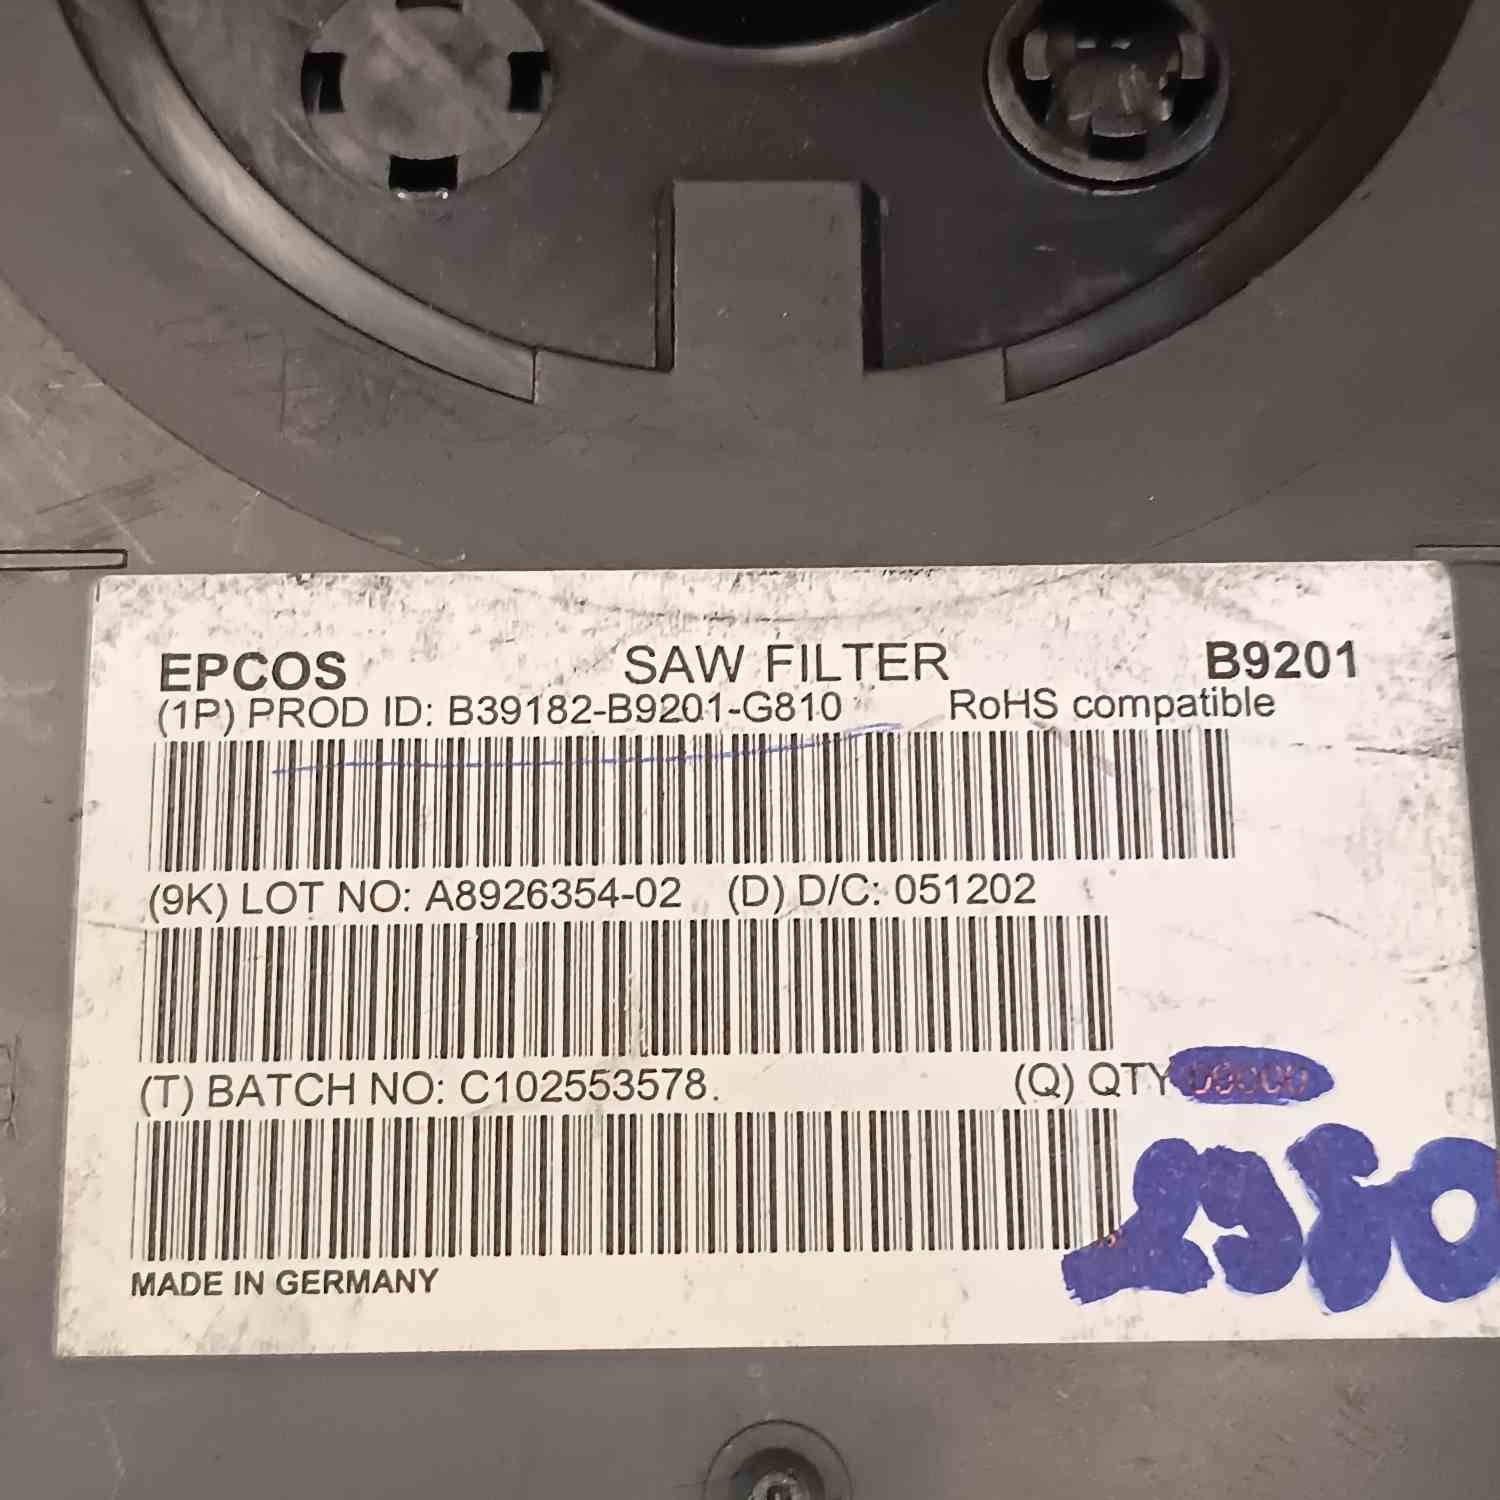 EPCOS SAW FILTER B9201
(1P) PROD ID: B39182-B9201-G810 RoHS compatible
(9K) LOT NO: A8926354-02 (D) D/C: 051202
(T) BATCH NO: C102553578. (Q) QTY
MADE IN GERMANY